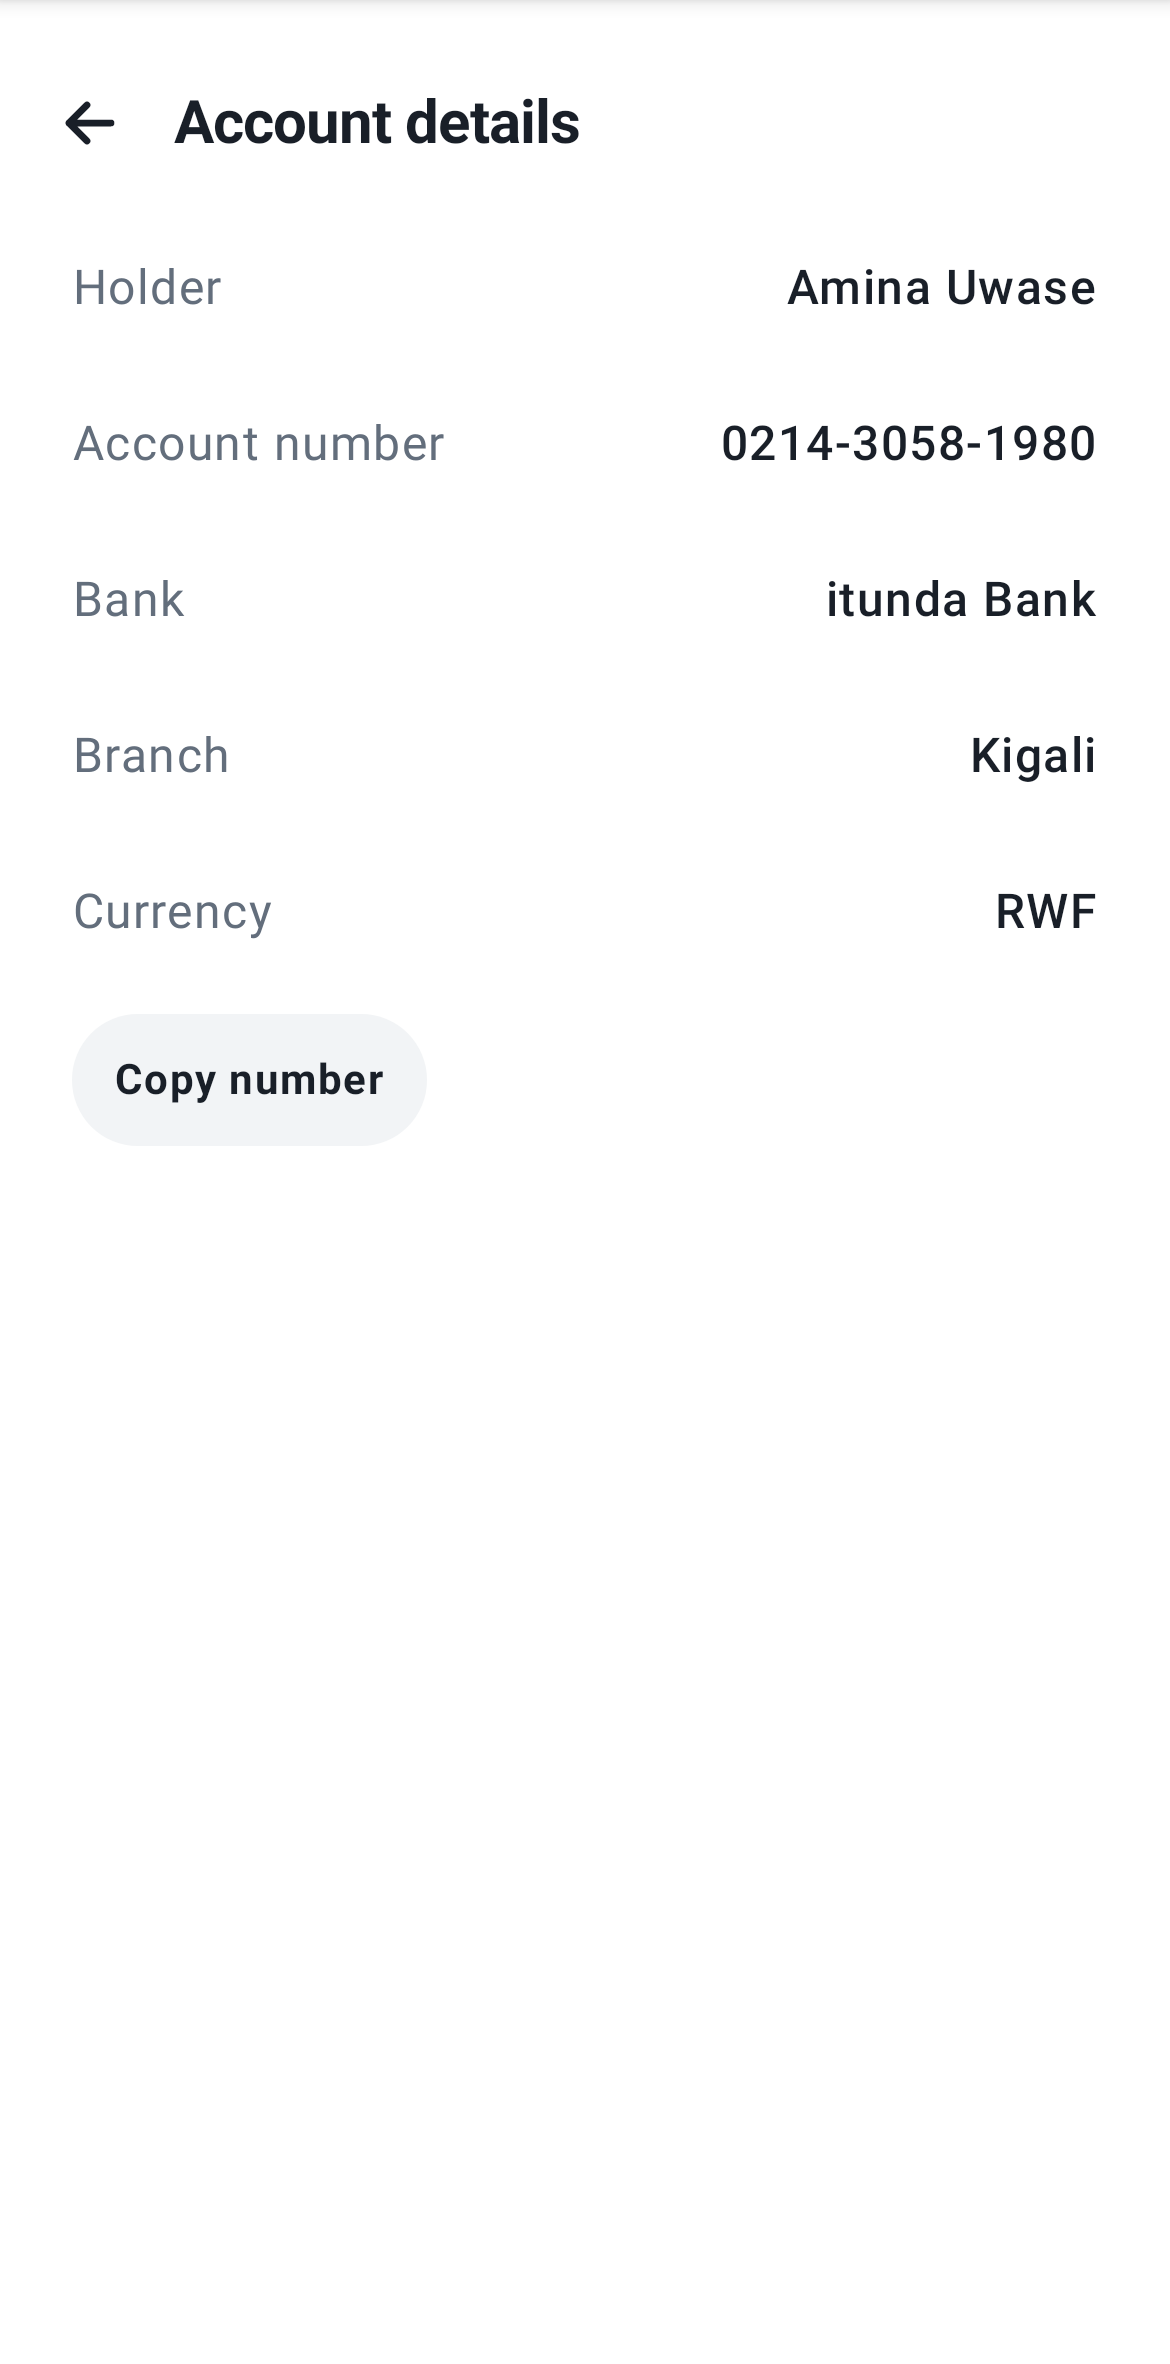 Account details
Holder Amina Uwase
Account number 0214-3058-1980
Bank itunda Bank
Branch Kigali
Currency RWF
Copy number